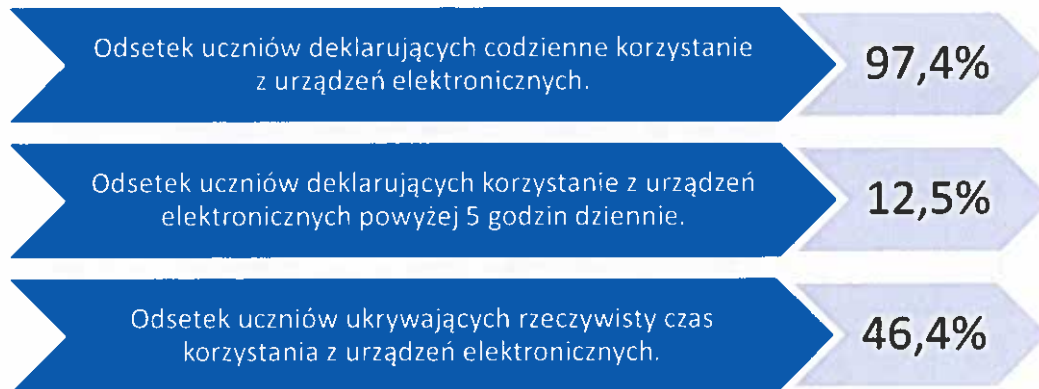 Odsetek uczniów deklarujących codzienne korzystanie
z urządzeń elektronicznych.
97,4%
Odsetek uczniów deklarujących korzystanie z urządzeń
elektronicznych powyżej 5 godzin dziennie.
12,5%
Odsetek uczniów ukrywających rzeczywisty czas
korzystania z urządzeń elektronicznych.
46,4%